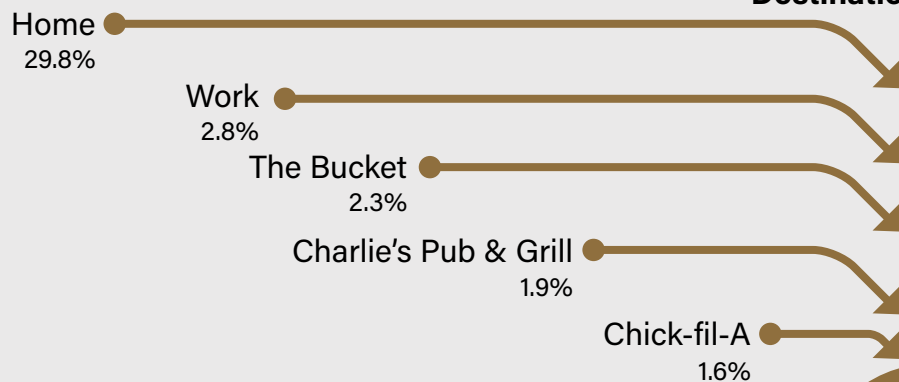 Home
29.8%
Work
2.8%
The Bucket
2.3%
Charlie's Pub & Grill
1.9%
Chick-fil-A
1.6%